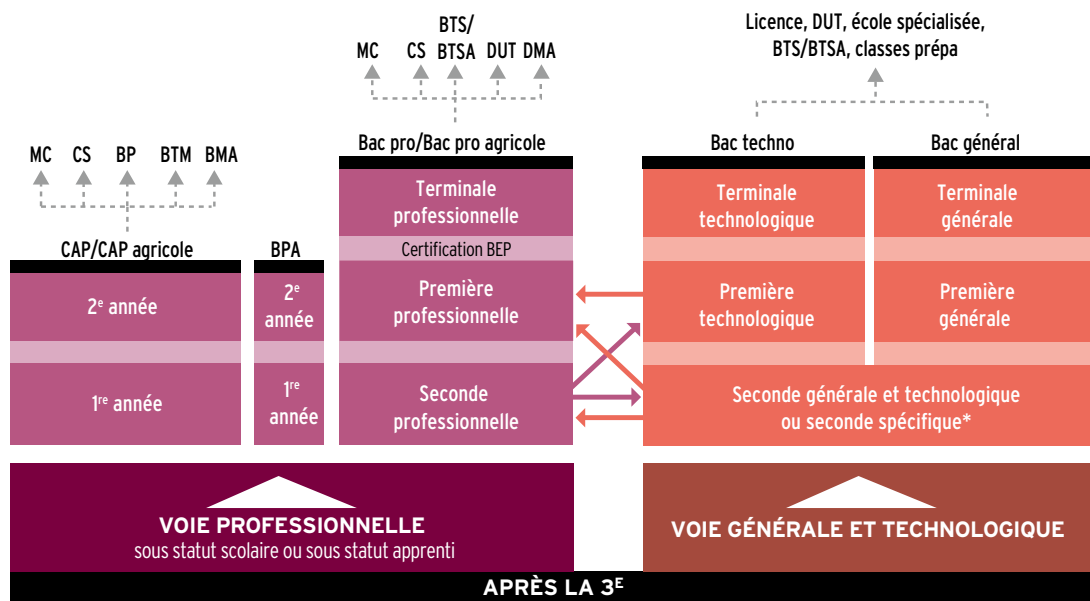 Licence, DUT, école spécialisée,
BTS/BTSA, classes prépa
BTS/
MC CS BTSA DUT DMA
Bac pro/Bac pro agricole
Bac techno
Bac général
MC CS BP BTM BMA
CAP/CAP agricole
BPA
Terminale
professionnelle
Terminale
technologique
Terminale
générale
Certification BEP
2e année
2e
année
Première
professionnelle
Première
technologique
Première
générale
1re année
1re
année
Seconde
professionnelle
Seconde générale et technologique
ou seconde spécifique*
VOIE PROFESSIONNELLE
sous statut scolaire ou sous statut apprenti
VOIE GÉNÉRALE ET TECHNOLOGIQUE
APRÈS LA 3E